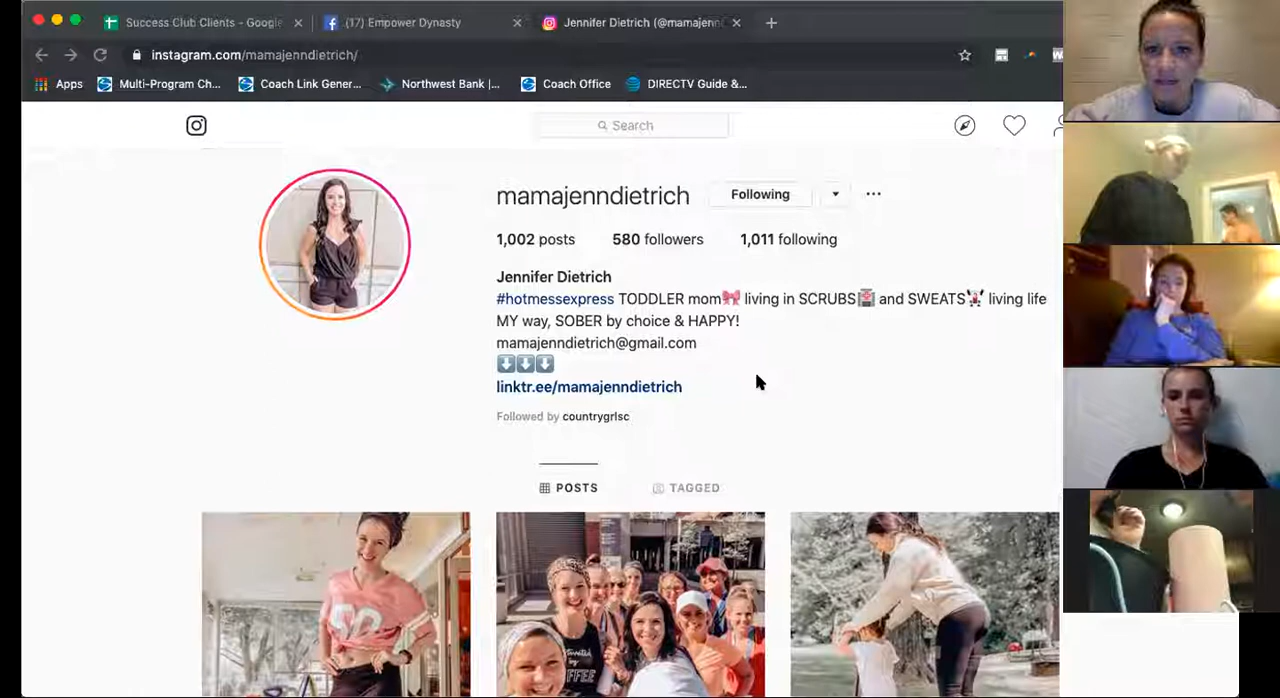 Success Club Clients - Google
(17) Empower Dynasty
Jennifer Dietrich (@mamajenn
instagram.com/mamajenndietrich/
Apps
Multi-Program Ch...
Coach Link Gener...
Northwest Bank |...
Coach Office
DIRECTV Guide &...
Search
mamajenndietrich
Following
1,002 posts 580 followers 1,011 following
Jennifer Dietrich
#hotmessexpress TODDLER mom🎀 living in SCRUBS🏥 and SWEATS🏋️ living life
MY way, SOBER by choice & HAPPY!
mamajenndietrich@gmail.com
⬇️⬇️⬇️
linktr.ee/mamajenndietrich
Followed by countrygrlsc
POSTS TAGGED